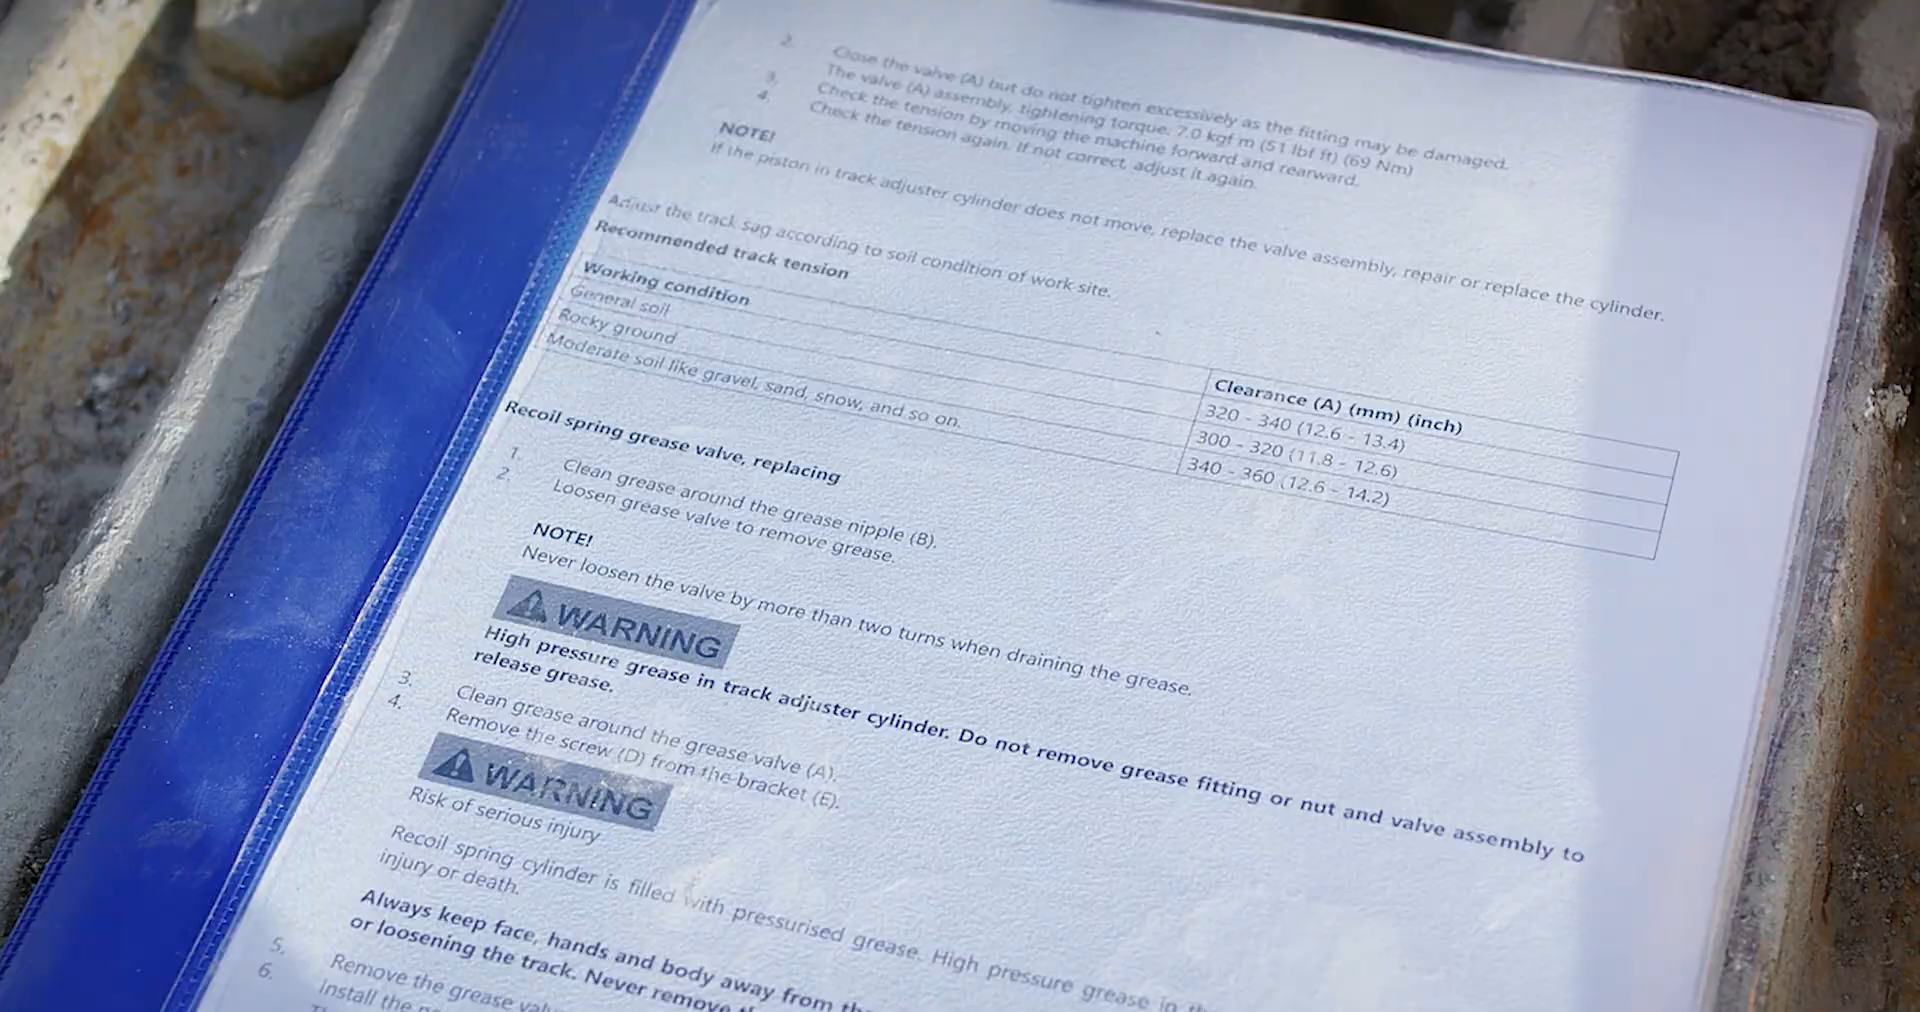 2. Close the valve (A) but do not tighten excessively as the fitting may be damaged.
The valve (A) assembly, tightening torque, 7.0 kgf m (51 lbf ft) (69 Nm)
3. Check the tension by moving the machine forward and rearward.
4. Check the tension again. If not correct, adjust it again.
NOTE!
If the piston in track adjuster cylinder does not move, replace the valve assembly, repair or replace the cylinder.
Adjust the track sag according to soil condition of work site.
Recommended track tension
Working condition Clearance (A) (mm) (inch)
General soil 320 - 340 (12.6 - 13.4)
Rocky ground 300 - 320 (11.8 - 12.6)
Moderate soil like gravel, sand, snow, and so on. 340 - 360 (12.6 - 14.2)
Recoil spring grease valve, replacing
1. Clean grease around the grease nipple (B).
2. Loosen grease valve to remove grease.
NOTE!
Never loosen the valve by more than two turns when draining the grease.
WARNING
High pressure grease in track adjuster cylinder. Do not remove grease fitting or nut and valve assembly to
release grease.
3. Clean grease around the grease valve (A).
4. Remove the screw (D) from the bracket (E).
WARNING
Risk of serious injury
Recoil spring cylinder is filled with pressurised grease. High pressure grease in
injury or death.
Always keep face, hands and body away from
or loosening the track. Never remove
5. Remove the grease
6. Install the